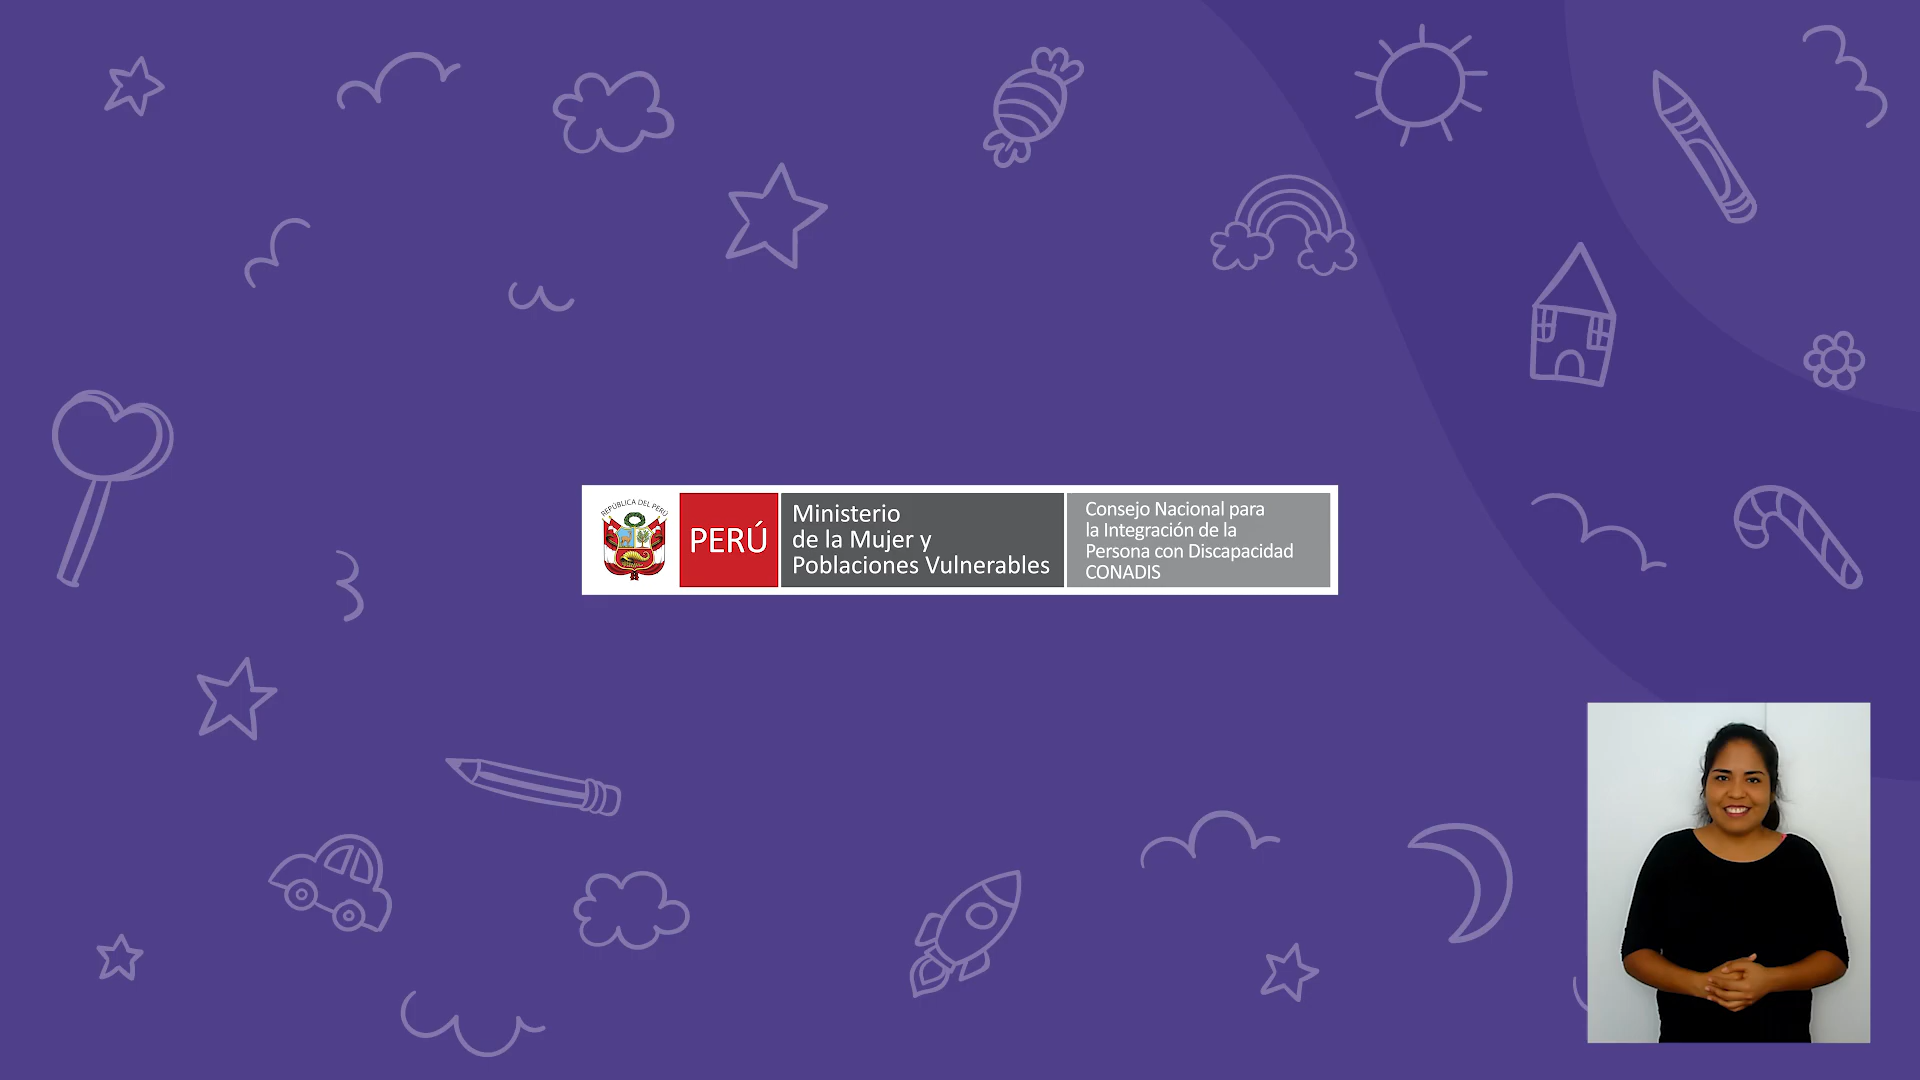 REPÚBLICA DEL PERÚ
PERÚ
Ministerio
de la Mujer y
Poblaciones Vulnerables
Consejo Nacional para
la Integración de la
Persona con Discapacidad
CONADIS